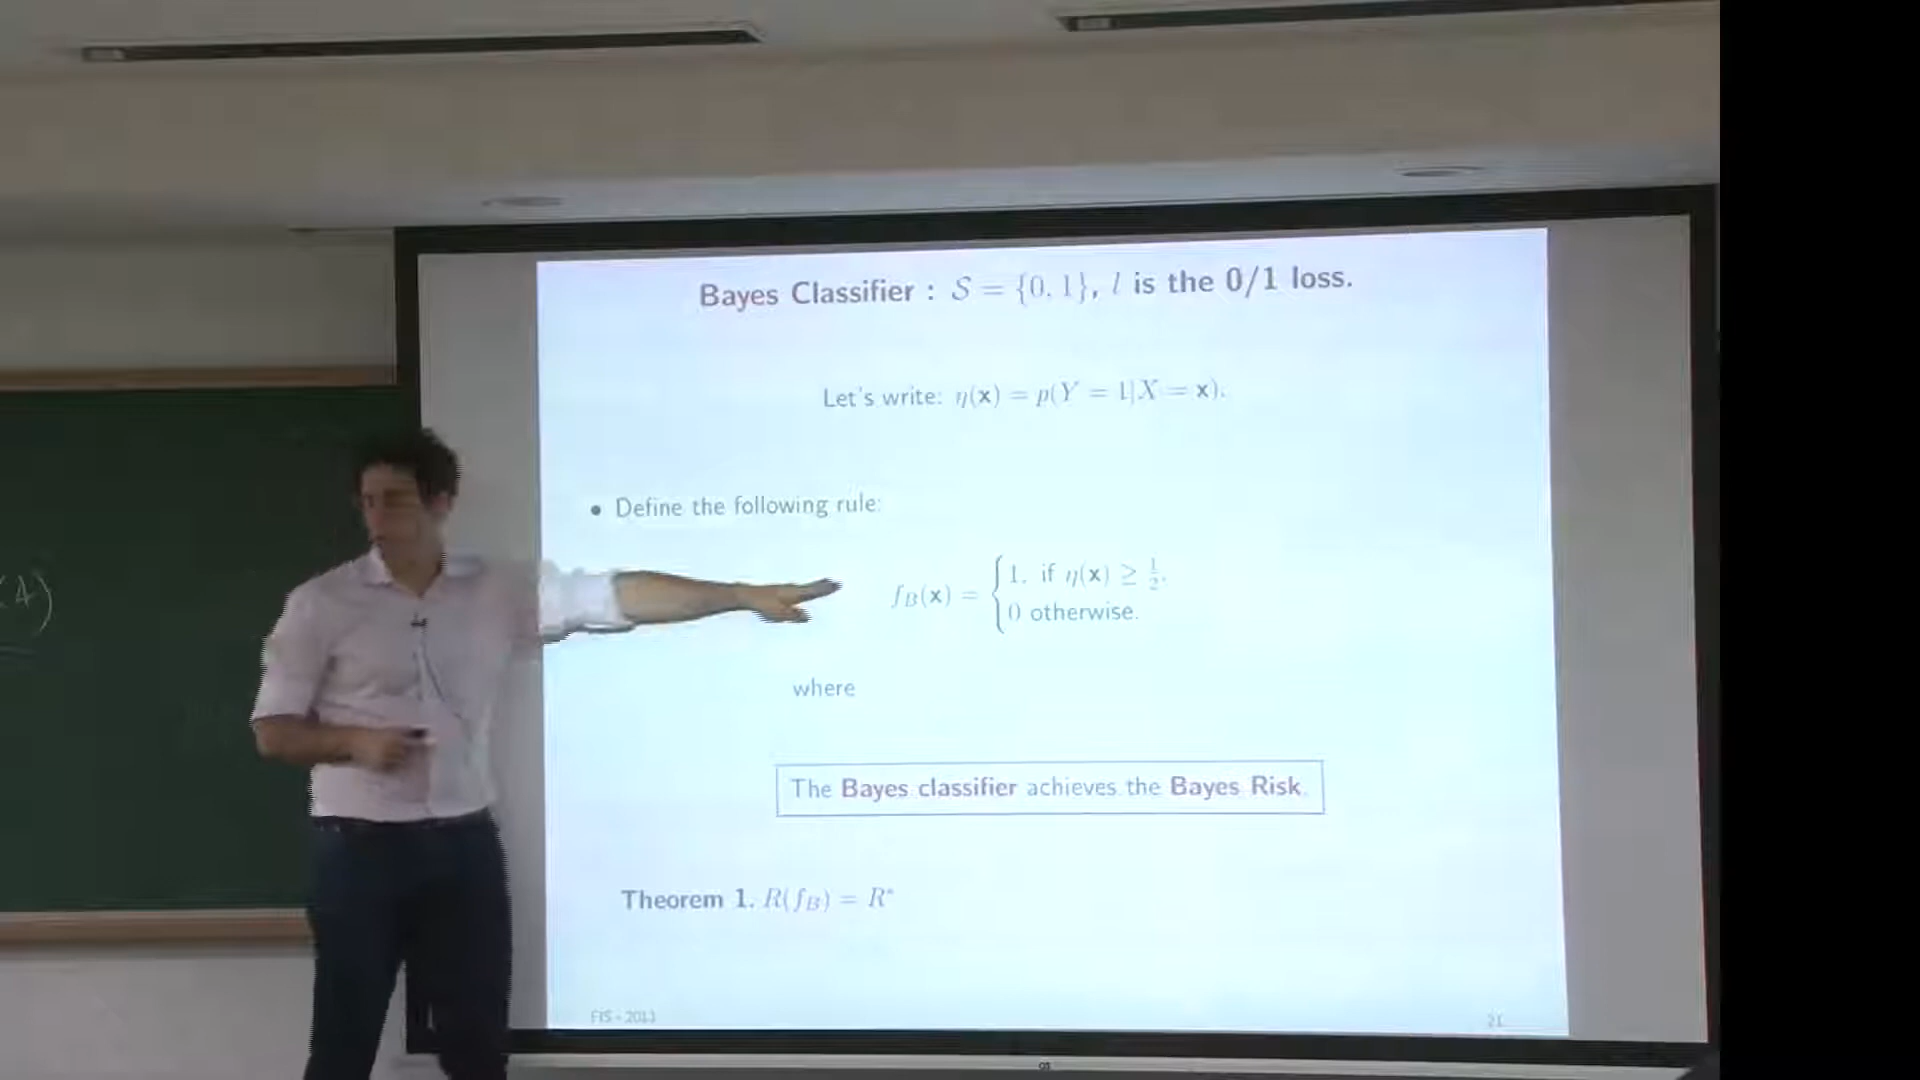 Bayes Classifier : S = {0, 1}, l is the 0/1 loss.
Let's write: η(x) = p(Y = 1|X = x).
• Define the following rule:
f_B(x) = { 1, if η(x) ≥ 1/2,
0 otherwise.
where
The Bayes classifier achieves the Bayes Risk.
Theorem 1. R(f_B) = R*
FIS - 2013
21
4)